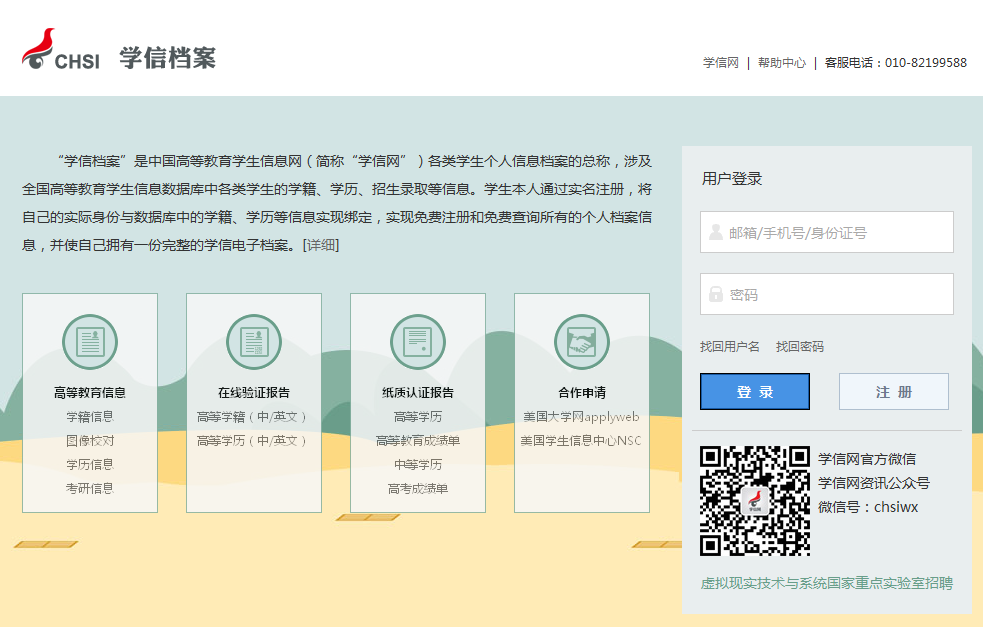 CHSI 学信档案
学信网 | 帮助中心 | 客服电话：010-82199588
“学信档案”是中国高等教育学生信息网（简称“学信网”）各类学生个人信息档案的总称，涉及
全国高等教育学生信息数据库中各类学生的学籍、学历、招生录取等信息。学生本人通过实名注册，将
自己的实际身份与数据库中的学籍、学历等信息实现绑定，实现免费注册和免费查询所有的个人档案信
息，并使自己拥有一份完整的学信电子档案。[详细]
高等教育信息
学籍信息
图像校对
学历信息
考研信息
在线验证报告
高等学籍（中/英文）
高等学历（中/英文）
纸质认证报告
高等学历
高等教育成绩单
中等学历
高考成绩单
合作申请
美国大学网applyweb
美国学生信息中心NSC
用户登录
邮箱/手机号/身份证号
密码
找回用户名 找回密码
登 录 注 册
学信网官方微信
学信网资讯公众号
微信号：chsiwx
虚拟现实技术与系统国家重点实验室招聘